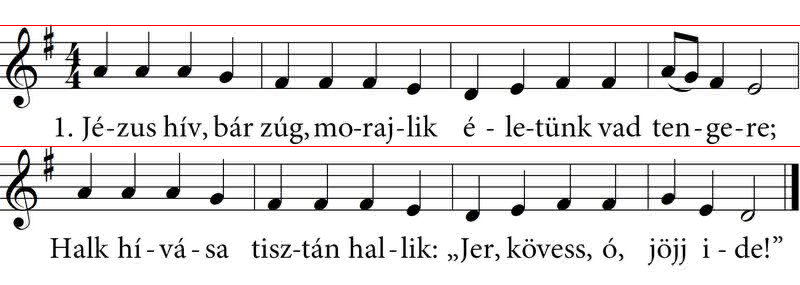 1. Jé-zus hív, bár zúg, mo-raj-lik é - le-tünk vad ten-ge-re;
Halk hí-vá-sa tisz-tán hal-lik: „Jer, kövess, ó, jöjj i - de!”